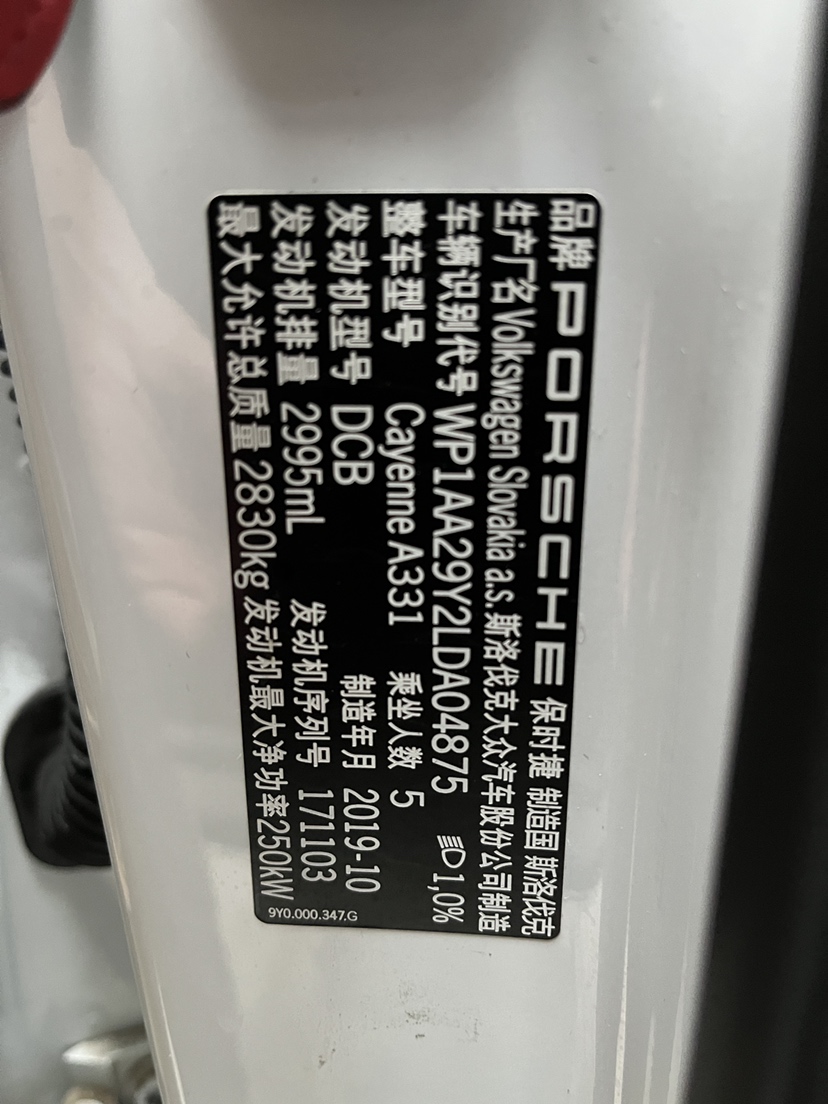 品牌 PORSCHE 保时捷 制造国 斯洛伐克
生产厂名 Volkswagen Slovakia a.s.斯洛伐克大众汽车股份公司制造
车辆识别代号 WP1AA29Y2LDA04875 1,0%
整车型号 Cayenne A331 乘坐人数 5
发动机型号 DCB 制造年月 2019-10
发动机排量 2995mL 发动机序列号 171103
最大允许总质量 2830kg 发动机最大净功率250kW
9Y0.000.347.G